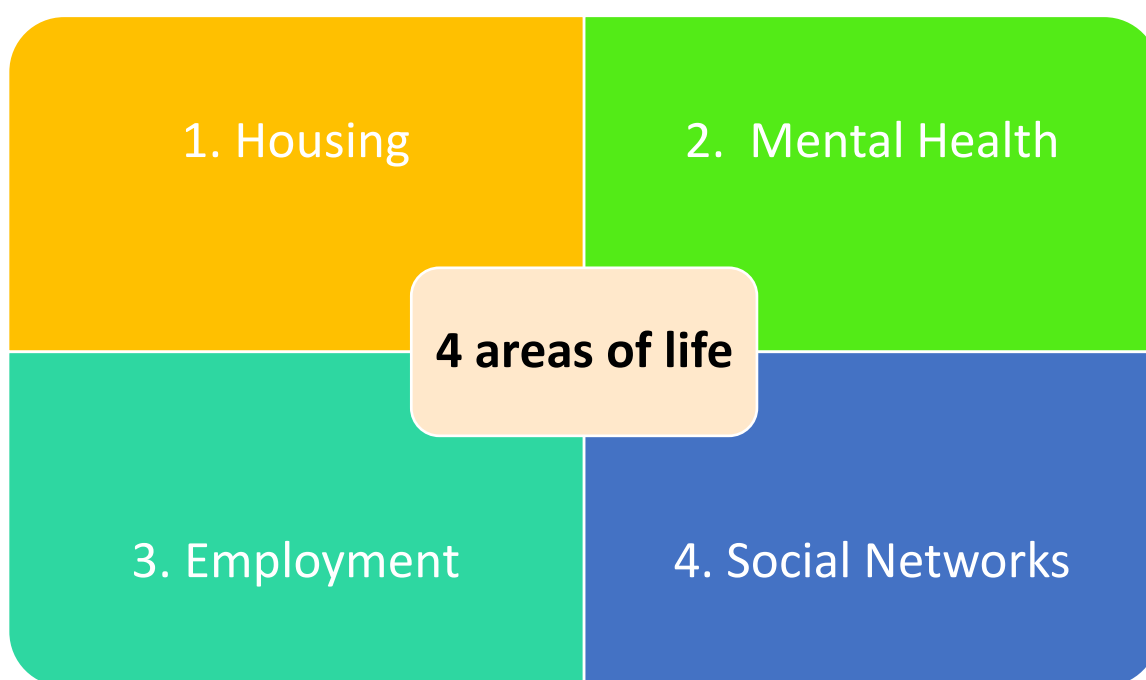 1. Housing
2.  Mental Health
4 areas of life
3. Employment
4. Social Networks